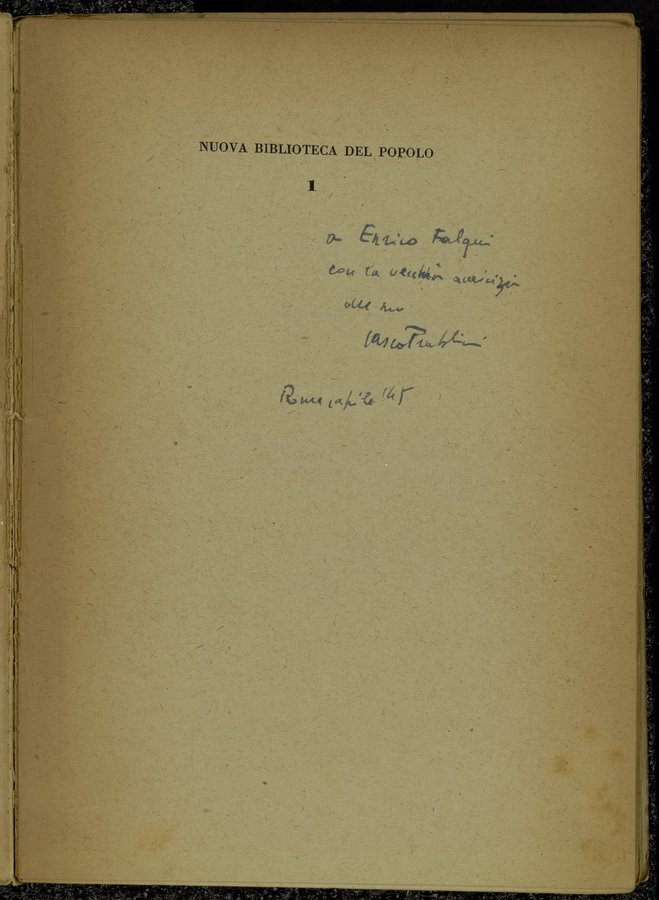 NUOVA BIBLIOTECA DEL POPOLO
1
a Enrico Falqui
con la vecchia amicizia
del suo
Vasco Pratolini
Roma, aprile '45